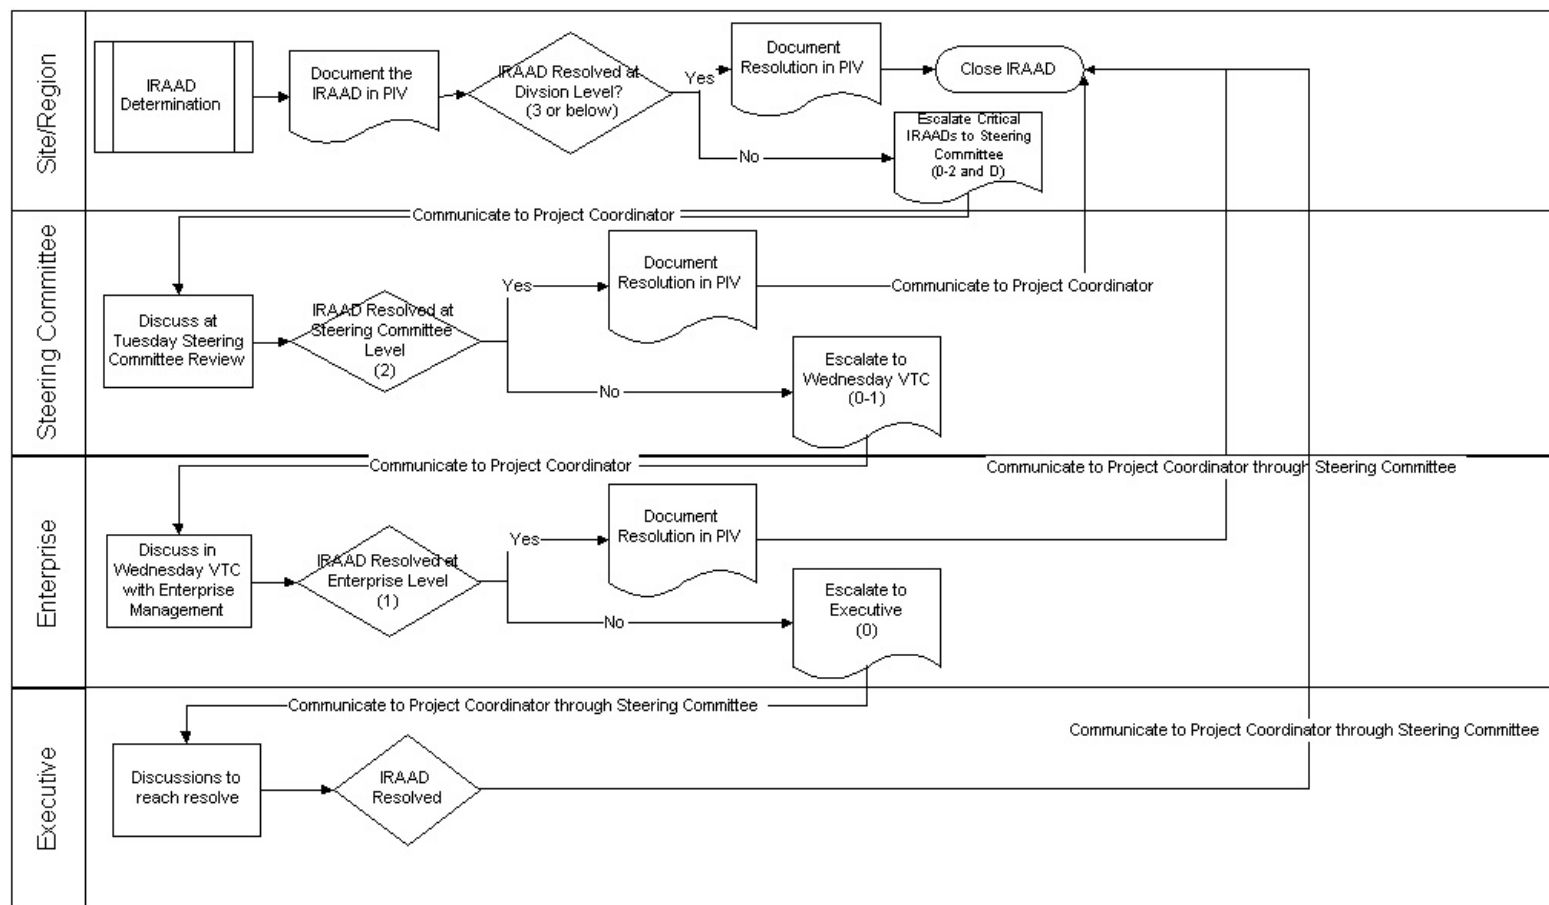 Site/Region
IRAAD
Determination
Document the
IRAAD in PIV
IRAAD Resolved at
Divsion Level?
(3 or below)
Yes
No
Document
Resolution in PIV
Close IRAAD
Escalate Critical
IRAADs to Steering
Committee
(0-2 and D)
Communicate to Project Coordinator
Steering Committee
Discuss at
Tuesday Steering
Committee Review
IRAAD Resolved at
Steering Committee
Level
(2)
Yes
No
Document
Resolution in PIV
Communicate to Project Coordinator
Escalate to
Wednesday VTC
(0-1)
Communicate to Project Coordinator
Communicate to Project Coordinator through Steering Committee
Enterprise
Discuss in
Wednesday VTC
with Enterprise
Management
IRAAD Resolved at
Enterprise Level
(1)
Yes
No
Document
Resolution in PIV
Escalate to
Executive
(0)
Communicate to Project Coordinator through Steering Committee
Communicate to Project Coordinator through Steering Committee
Executive
Discussions to
reach resolve
IRAAD
Resolved